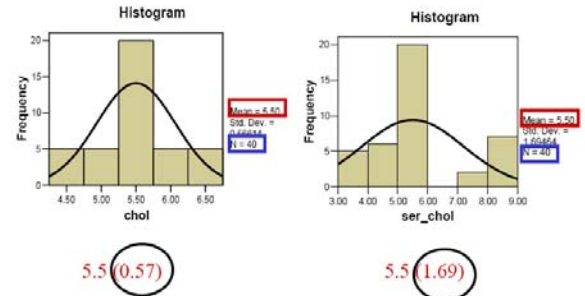 Histogram
20
15
10
5
0
Frequency
4.50 5.00 5.50 6.00 6.50
chol
Mean = 5.50
Std. Dev. =
N = 40
5.5 (0.57)
Histogram
20
15
10
5
0
Frequency
3.00 4.00 5.00 6.00 7.00 8.00 9.00
ser_chol
Mean = 5.50
Std. Dev. =
1.69464
N = 40
5.5 (1.69)